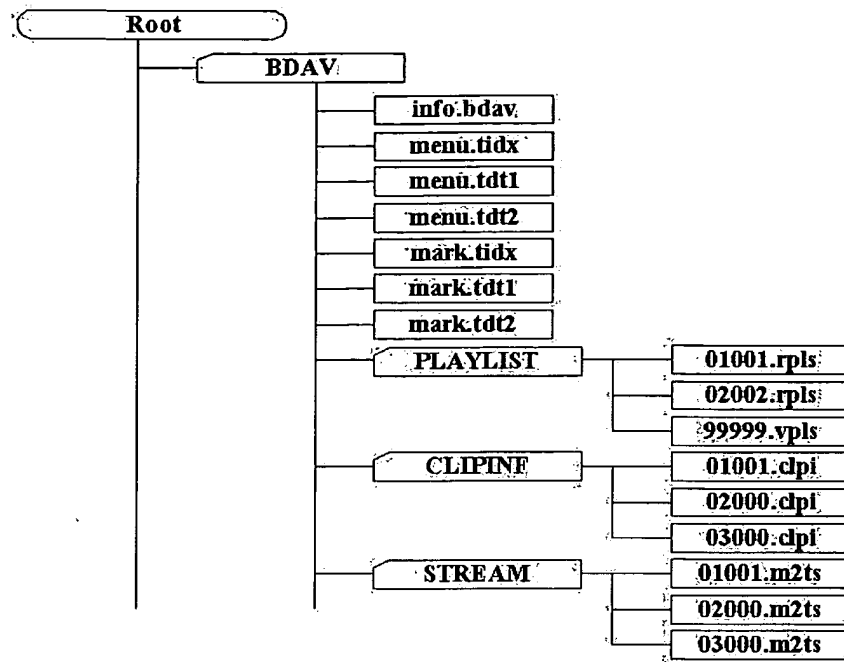 Root
BDAV
info.bdav
menu.tidx
menu.tdt1
menu.tdt2
mark.tidx
mark.tdt1
mark.tdt2
PLAYLIST
01001.rpls
02002.rpls
99999.vpls
CLIPINF
01001.clpi
02000.clpi
03000.clpi
STREAM
01001.m2ts
02000.m2ts
03000.m2ts